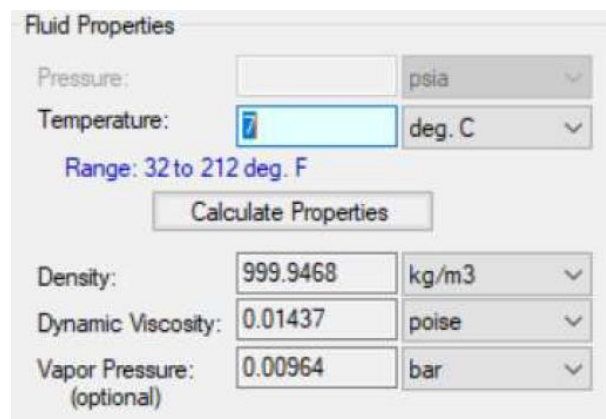 Fluid Properties
Pressure: psia
Temperature: 7 deg. C
Range: 32 to 212 deg. F
Calculate Properties
Density: 999.9468 kg/m3
Dynamic Viscosity: 0.01437 poise
Vapor Pressure: 0.00964 bar
(optional)